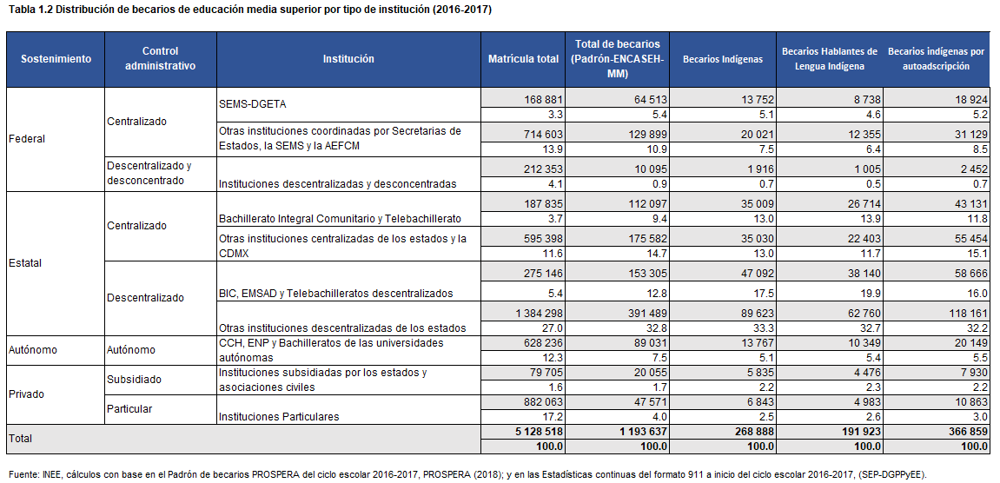 Tabla 1.2 Distribución de becarios de educación media superior por tipo de institución (2016-2017)
Sostenimiento Control administrativo Institución Matrícula total Total de becarios (Padrón-ENCASEH-MM) Becarios Indígenas Becarios Hablantes de Lengua Indígena Becarios indígenas por autoadscripción
Federal
Centralizado
SEMS-DGETA 168 881 64 513 13 752 8 738 18 924
3.3 5.4 5.1 4.6 5.2
Otras instituciones coordinadas por Secretarias de Estados, la SEMS y la AEFCM 714 603 129 899 20 021 12 355 31 129
13.9 10.9 7.5 6.4 8.5
Descentralizado y desconcentrado
Instituciones descentralizadas y desconcentradas 212 353 10 095 1 916 1 005 2 452
4.1 0.9 0.7 0.5 0.7
Estatal
Centralizado
Bachillerato Integral Comunitario y Telebachillerato 187 835 112 097 35 009 26 714 43 131
3.7 9.4 13.0 13.9 11.8
Otras instituciones centralizadas de los estados y la CDMX 595 398 175 582 35 030 22 403 55 454
11.6 14.7 13.0 11.7 15.1
Descentralizado
BIC, EMSAD y Telebachilleratos descentralizados 275 146 153 305 47 092 38 140 58 666
5.4 12.8 17.5 19.9 16.0
Otras instituciones descentralizadas de los estados 1 384 298 391 489 89 623 62 760 118 161
27.0 32.8 33.3 32.7 32.2
Autónomo
Autónomo
CCH, ENP y Bachilleratos de las universidades autónomas 628 236 89 031 13 767 10 349 20 149
12.3 7.5 5.1 5.4 5.5
Privado
Subsidiado
Instituciones subsidiadas por los estados y asociaciones civiles 79 705 20 055 5 835 4 476 7 930
1.6 1.7 2.2 2.3 2.2
Particular
Instituciones Particulares 882 063 47 571 6 843 4 983 10 863
17.2 4.0 2.5 2.6 3.0
Total 5 128 518 1 193 637 268 888 191 923 366 859
100.0 100.0 100.0 100.0 100.0
Fuente: INEE, cálculos con base en el Padrón de becarios PROSPERA del ciclo escolar 2016-2017, PROSPERA (2018); y en las Estadísticas continuas del formato 911 a inicio del ciclo escolar 2016-2017, (SEP-DGPPyEE).